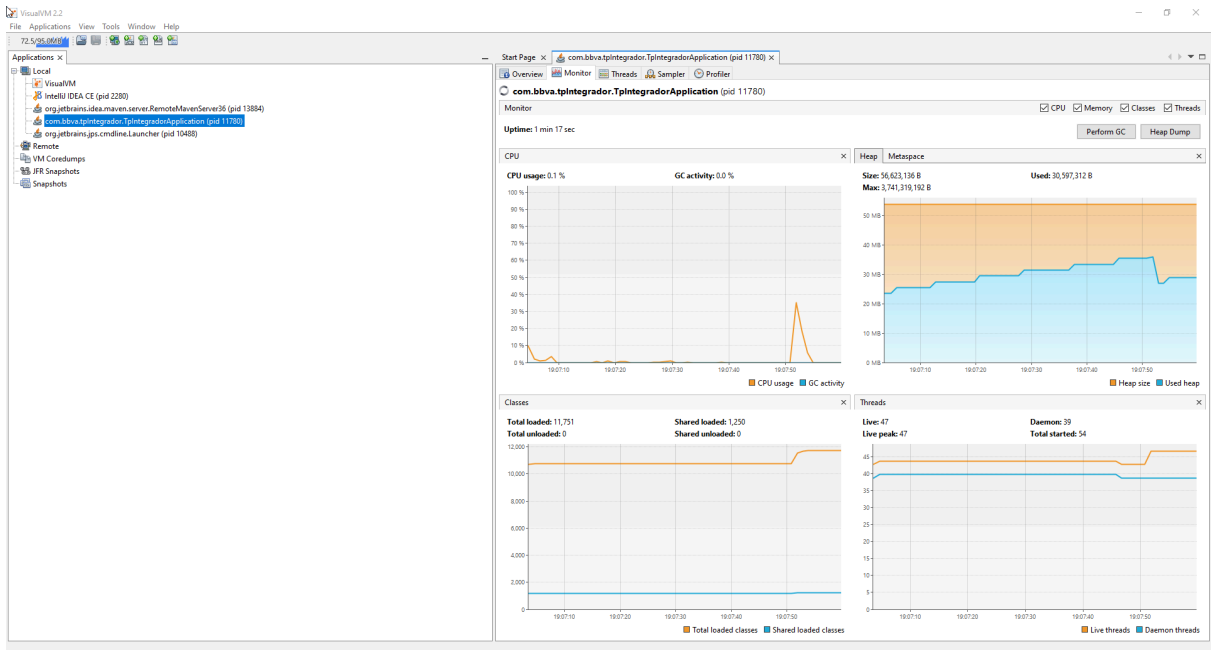 VisualVM 2.2
File Applications View Tools Window Help
72.5/95.0MB
Applications ×
Local
VisualVM
IntelliJ IDEA CE (pid 2280)
org.jetbrains.idea.maven.server.RemoteMavenServer36 (pid 13884)
com.bbva.tpIntegrador.TpIntegradorApplication (pid 11780)
org.jetbrains.jps.cmdline.Launcher (pid 10488)
Remote
VM Coredumps
JFR Snapshots
Snapshots
Start Page × com.bbva.tpIntegrador.TpIntegradorApplication (pid 11780) ×
Overview Monitor Threads Sampler Profiler
com.bbva.tpIntegrador.TpIntegradorApplication (pid 11780)
Monitor CPU Memory Classes Threads
Uptime: 1 min 17 sec
Perform GC Heap Dump
CPU ×
CPU usage: 0.1 % GC activity: 0.0 %
100 %
90 %
80 %
70 %
60 %
50 %
40 %
30 %
20 %
10 %
0 %
19:07:10 19:07:20 19:07:30 19:07:40 19:07:50
CPU usage GC activity
Heap Metaspace ×
Size: 56,623,136 B Used: 30,597,312 B
Max: 3,741,319,192 B
50 MB
40 MB
30 MB
20 MB
10 MB
0 MB
19:07:10 19:07:20 19:07:30 19:07:40 19:07:50
Heap size Used heap
Classes ×
Total loaded: 11,751 Shared loaded: 1,250
Total unloaded: 0 Shared unloaded: 0
12,000
10,000
8,000
6,000
4,000
2,000
0
19:07:10 19:07:20 19:07:30 19:07:40 19:07:50
Total loaded classes Shared loaded classes
Threads ×
Live: 47 Daemon: 39
Live peak: 47 Total started: 54
45
40
35
30
25
20
15
10
5
0
19:07:10 19:07:20 19:07:30 19:07:40 19:07:50
Live threads Daemon threads